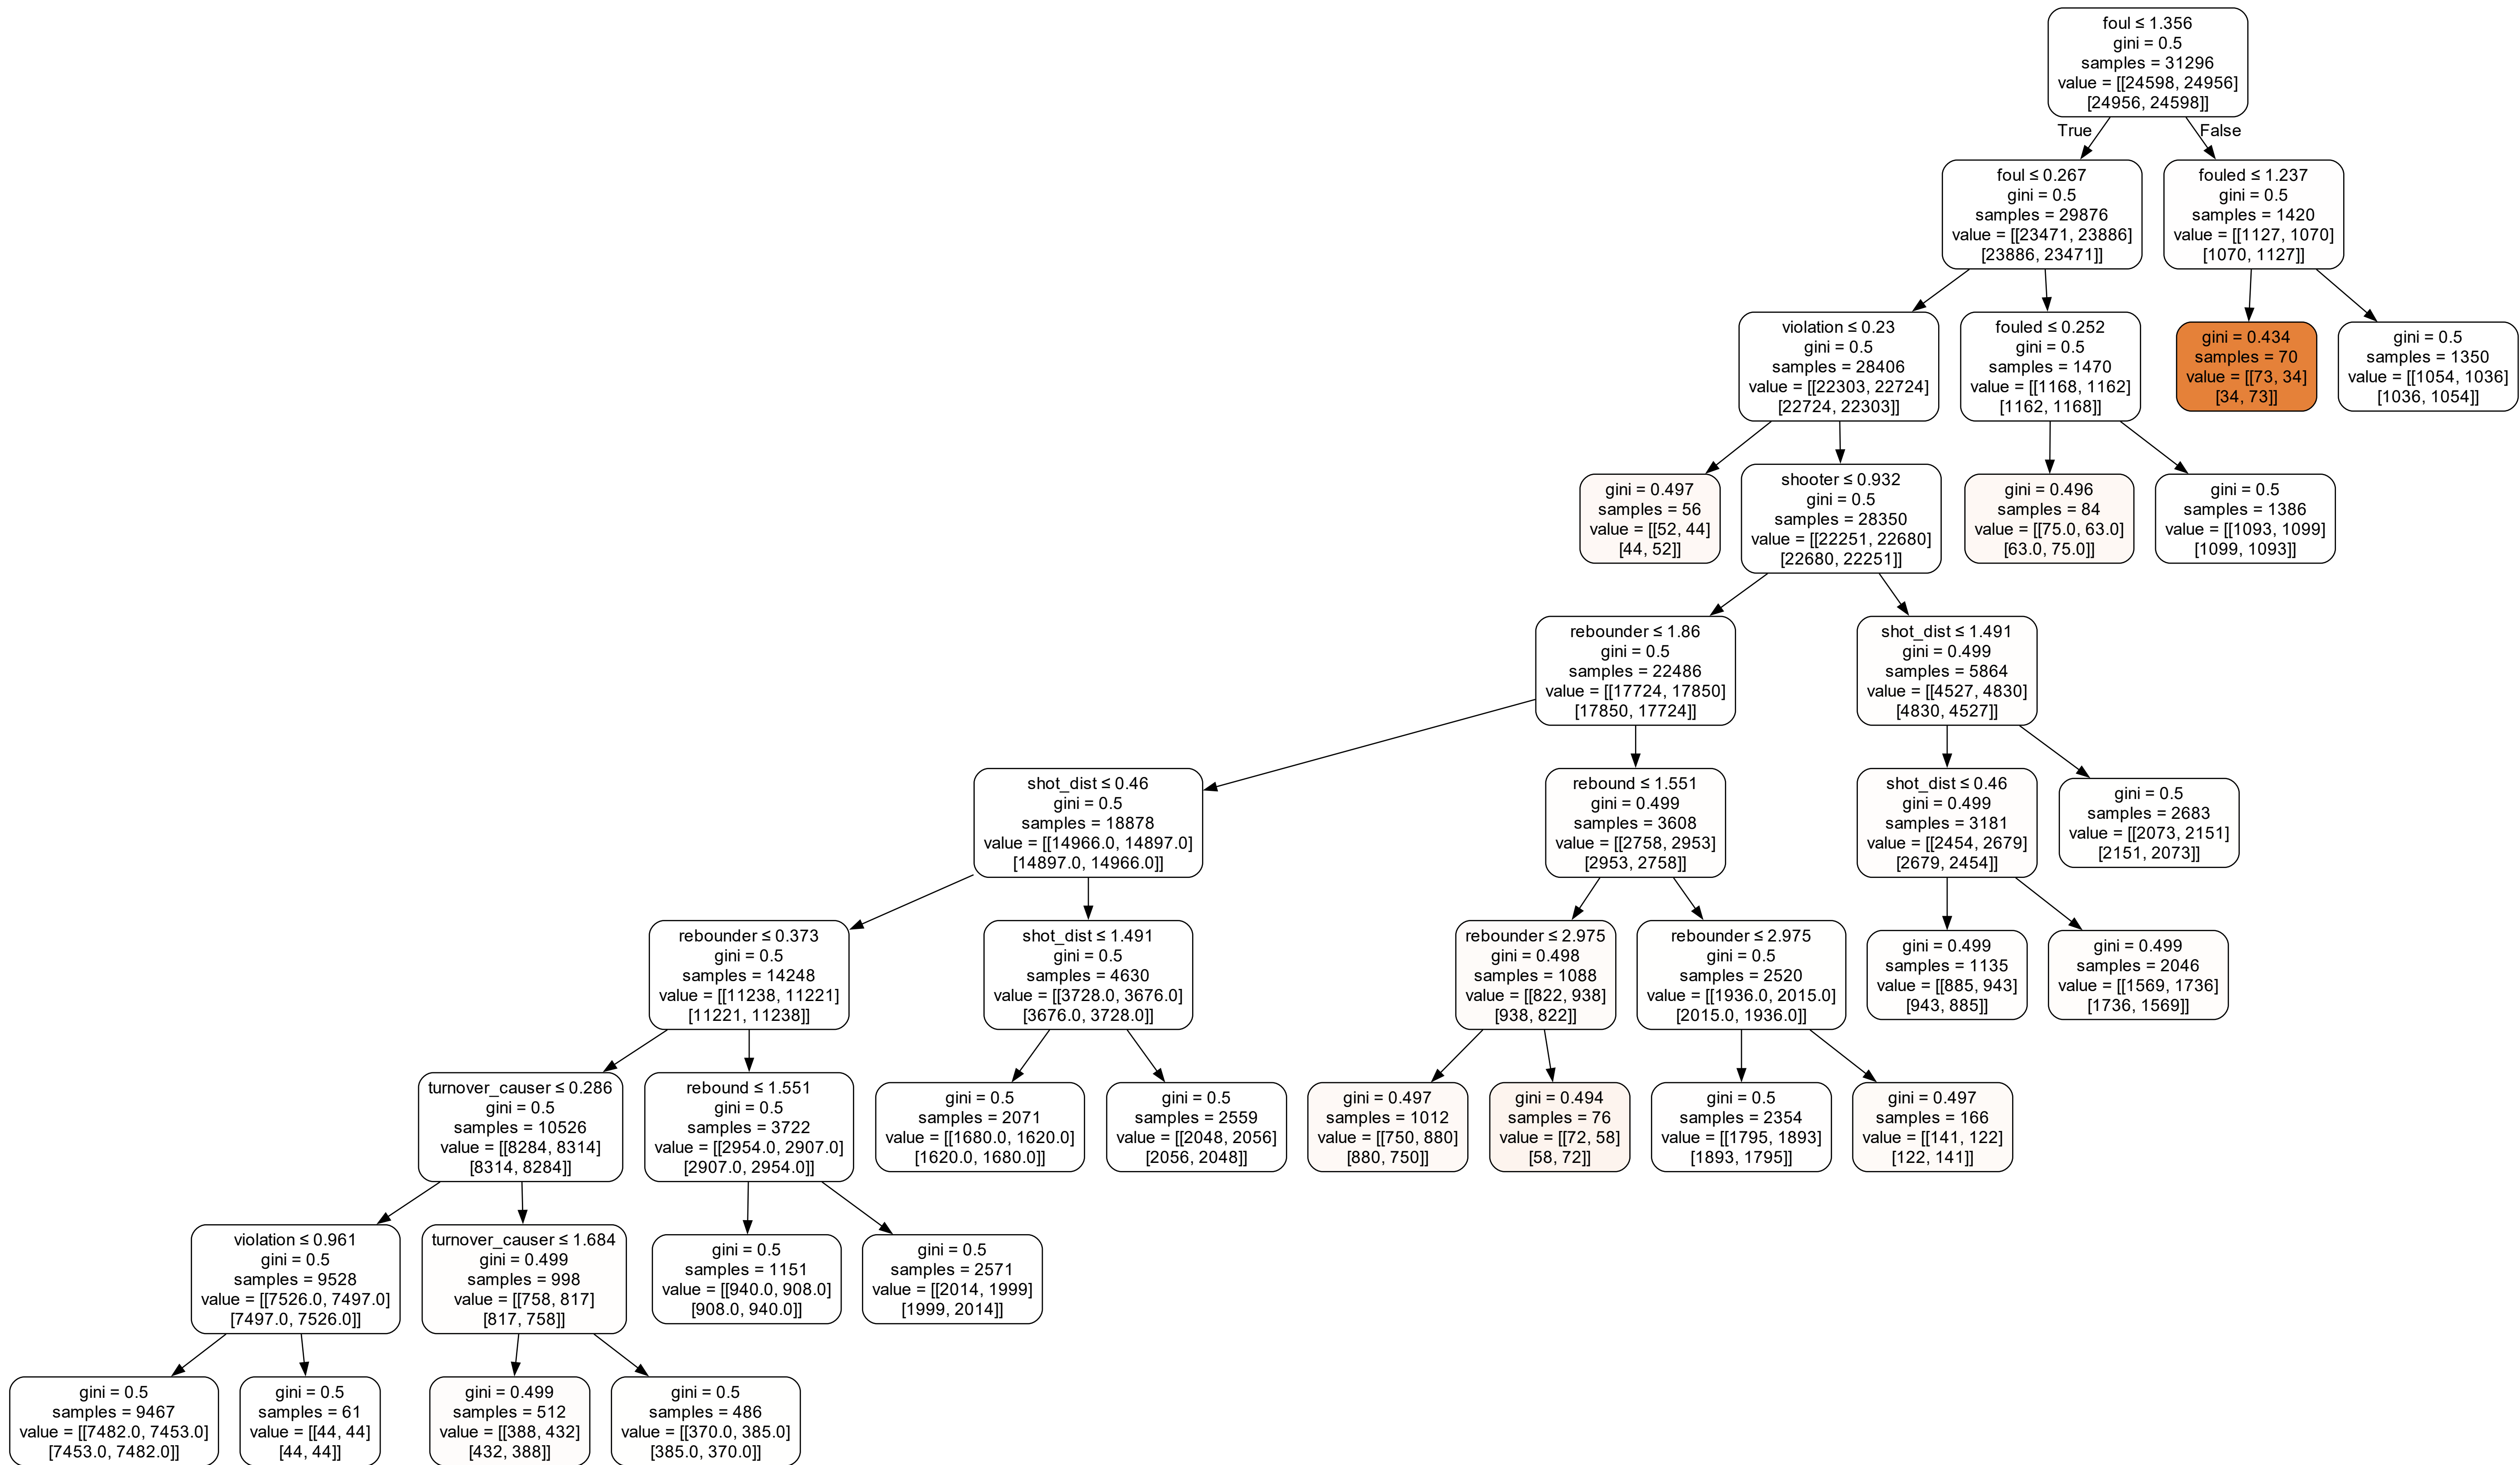 foul ≤ 1.356
gini = 0.5
samples = 31296
value = [[24598, 24956]
[24956, 24598]]
True
False
foul ≤ 0.267
gini = 0.5
samples = 29876
value = [[23471, 23886]
[23886, 23471]]
fouled ≤ 1.237
gini = 0.5
samples = 1420
value = [[1127, 1070]
[1070, 1127]]
violation ≤ 0.23
gini = 0.5
samples = 28406
value = [[22303, 22724]
[22724, 22303]]
fouled ≤ 0.252
gini = 0.5
samples = 1470
value = [[1168, 1162]
[1162, 1168]]
gini = 0.434
samples = 70
value = [[73, 34]
[34, 73]]
gini = 0.5
samples = 1350
value = [[1054, 1036]
[1036, 1054]]
gini = 0.497
samples = 56
value = [[52, 44]
[44, 52]]
shooter ≤ 0.932
gini = 0.5
samples = 28350
value = [[22251, 22680]
[22680, 22251]]
gini = 0.496
samples = 84
value = [[75.0, 63.0]
[63.0, 75.0]]
gini = 0.5
samples = 1386
value = [[1093, 1099]
[1099, 1093]]
rebounder ≤ 1.86
gini = 0.5
samples = 22486
value = [[17724, 17850]
[17850, 17724]]
shot_dist ≤ 1.491
gini = 0.499
samples = 5864
value = [[4527, 4830]
[4830, 4527]]
shot_dist ≤ 0.46
gini = 0.5
samples = 18878
value = [[14966.0, 14897.0]
[14897.0, 14966.0]]
rebound ≤ 1.551
gini = 0.499
samples = 3608
value = [[2758, 2953]
[2953, 2758]]
shot_dist ≤ 0.46
gini = 0.499
samples = 3181
value = [[2454, 2679]
[2679, 2454]]
gini = 0.5
samples = 2683
value = [[2073, 2151]
[2151, 2073]]
rebounder ≤ 0.373
gini = 0.5
samples = 14248
value = [[11238, 11221]
[11221, 11238]]
shot_dist ≤ 1.491
gini = 0.5
samples = 4630
value = [[3728.0, 3676.0]
[3676.0, 3728.0]]
rebounder ≤ 2.975
gini = 0.498
samples = 1088
value = [[822, 938]
[938, 822]]
rebounder ≤ 2.975
gini = 0.5
samples = 2520
value = [[1936.0, 2015.0]
[2015.0, 1936.0]]
gini = 0.499
samples = 1135
value = [[885, 943]
[943, 885]]
gini = 0.499
samples = 2046
value = [[1569, 1736]
[1736, 1569]]
turnover_causer ≤ 0.286
gini = 0.5
samples = 10526
value = [[8284, 8314]
[8314, 8284]]
rebound ≤ 1.551
gini = 0.5
samples = 3722
value = [[2954.0, 2907.0]
[2907.0, 2954.0]]
gini = 0.5
samples = 2071
value = [[1680.0, 1620.0]
[1620.0, 1680.0]]
gini = 0.5
samples = 2559
value = [[2048, 2056]
[2056, 2048]]
gini = 0.497
samples = 1012
value = [[750, 880]
[880, 750]]
gini = 0.494
samples = 76
value = [[72, 58]
[58, 72]]
gini = 0.5
samples = 2354
value = [[1795, 1893]
[1893, 1795]]
gini = 0.497
samples = 166
value = [[141, 122]
[122, 141]]
violation ≤ 0.961
gini = 0.5
samples = 9528
value = [[7526.0, 7497.0]
[7497.0, 7526.0]]
turnover_causer ≤ 1.684
gini = 0.499
samples = 998
value = [[758, 817]
[817, 758]]
gini = 0.5
samples = 1151
value = [[940.0, 908.0]
[908.0, 940.0]]
gini = 0.5
samples = 2571
value = [[2014, 1999]
[1999, 2014]]
gini = 0.5
samples = 9467
value = [[7482.0, 7453.0]
[7453.0, 7482.0]]
gini = 0.5
samples = 61
value = [[44, 44]
[44, 44]]
gini = 0.499
samples = 512
value = [[388, 432]
[432, 388]]
gini = 0.5
samples = 486
value = [[370.0, 385.0]
[385.0, 370.0]]